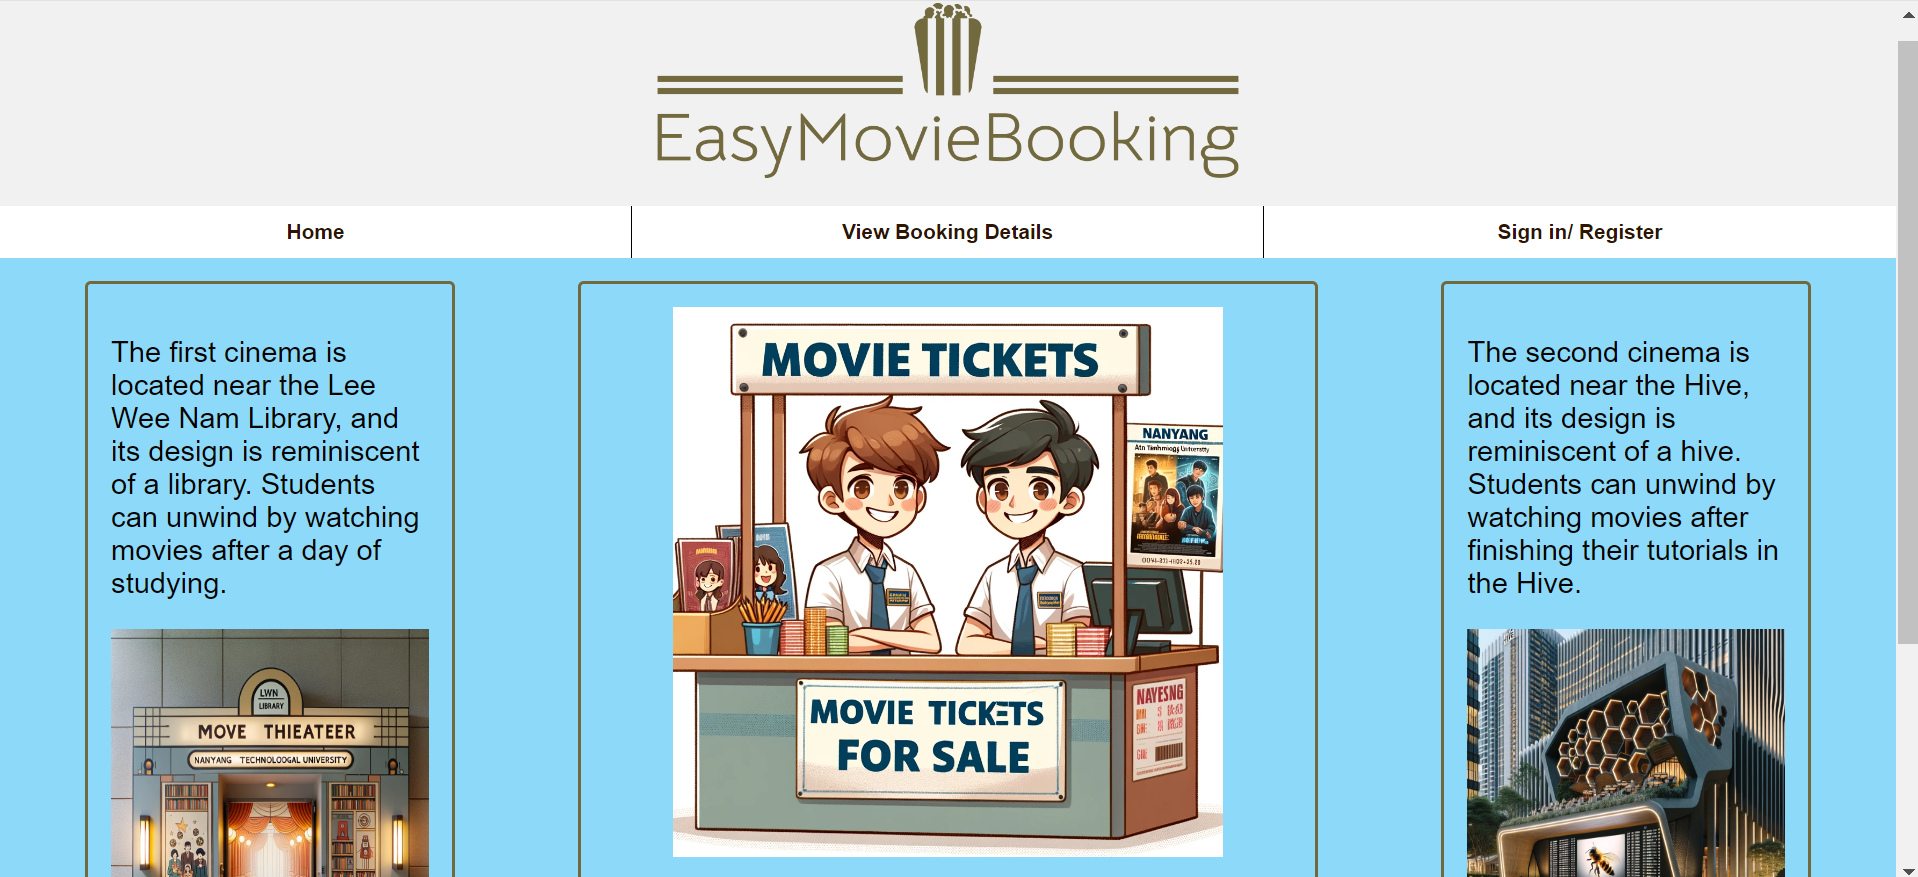 EasyMovieBooking
Home
View Booking Details
Sign in/ Register
The first cinema is
located near the Lee
Wee Nam Library, and
its design is reminiscent
of a library. Students
can unwind by watching
movies after a day of
studying.
LWN
LIBRARY
MOVE THIEATEER
NANYANG TECHNOLOOGAL UNIVERSITY
MOVIE TICKETS
NANYANG
MOVIE TICKETS
FOR SALE
NAYESNG
The second cinema is
located near the Hive,
and its design is
reminiscent of a hive.
Students can unwind by
watching movies after
finishing their tutorials in
the Hive.